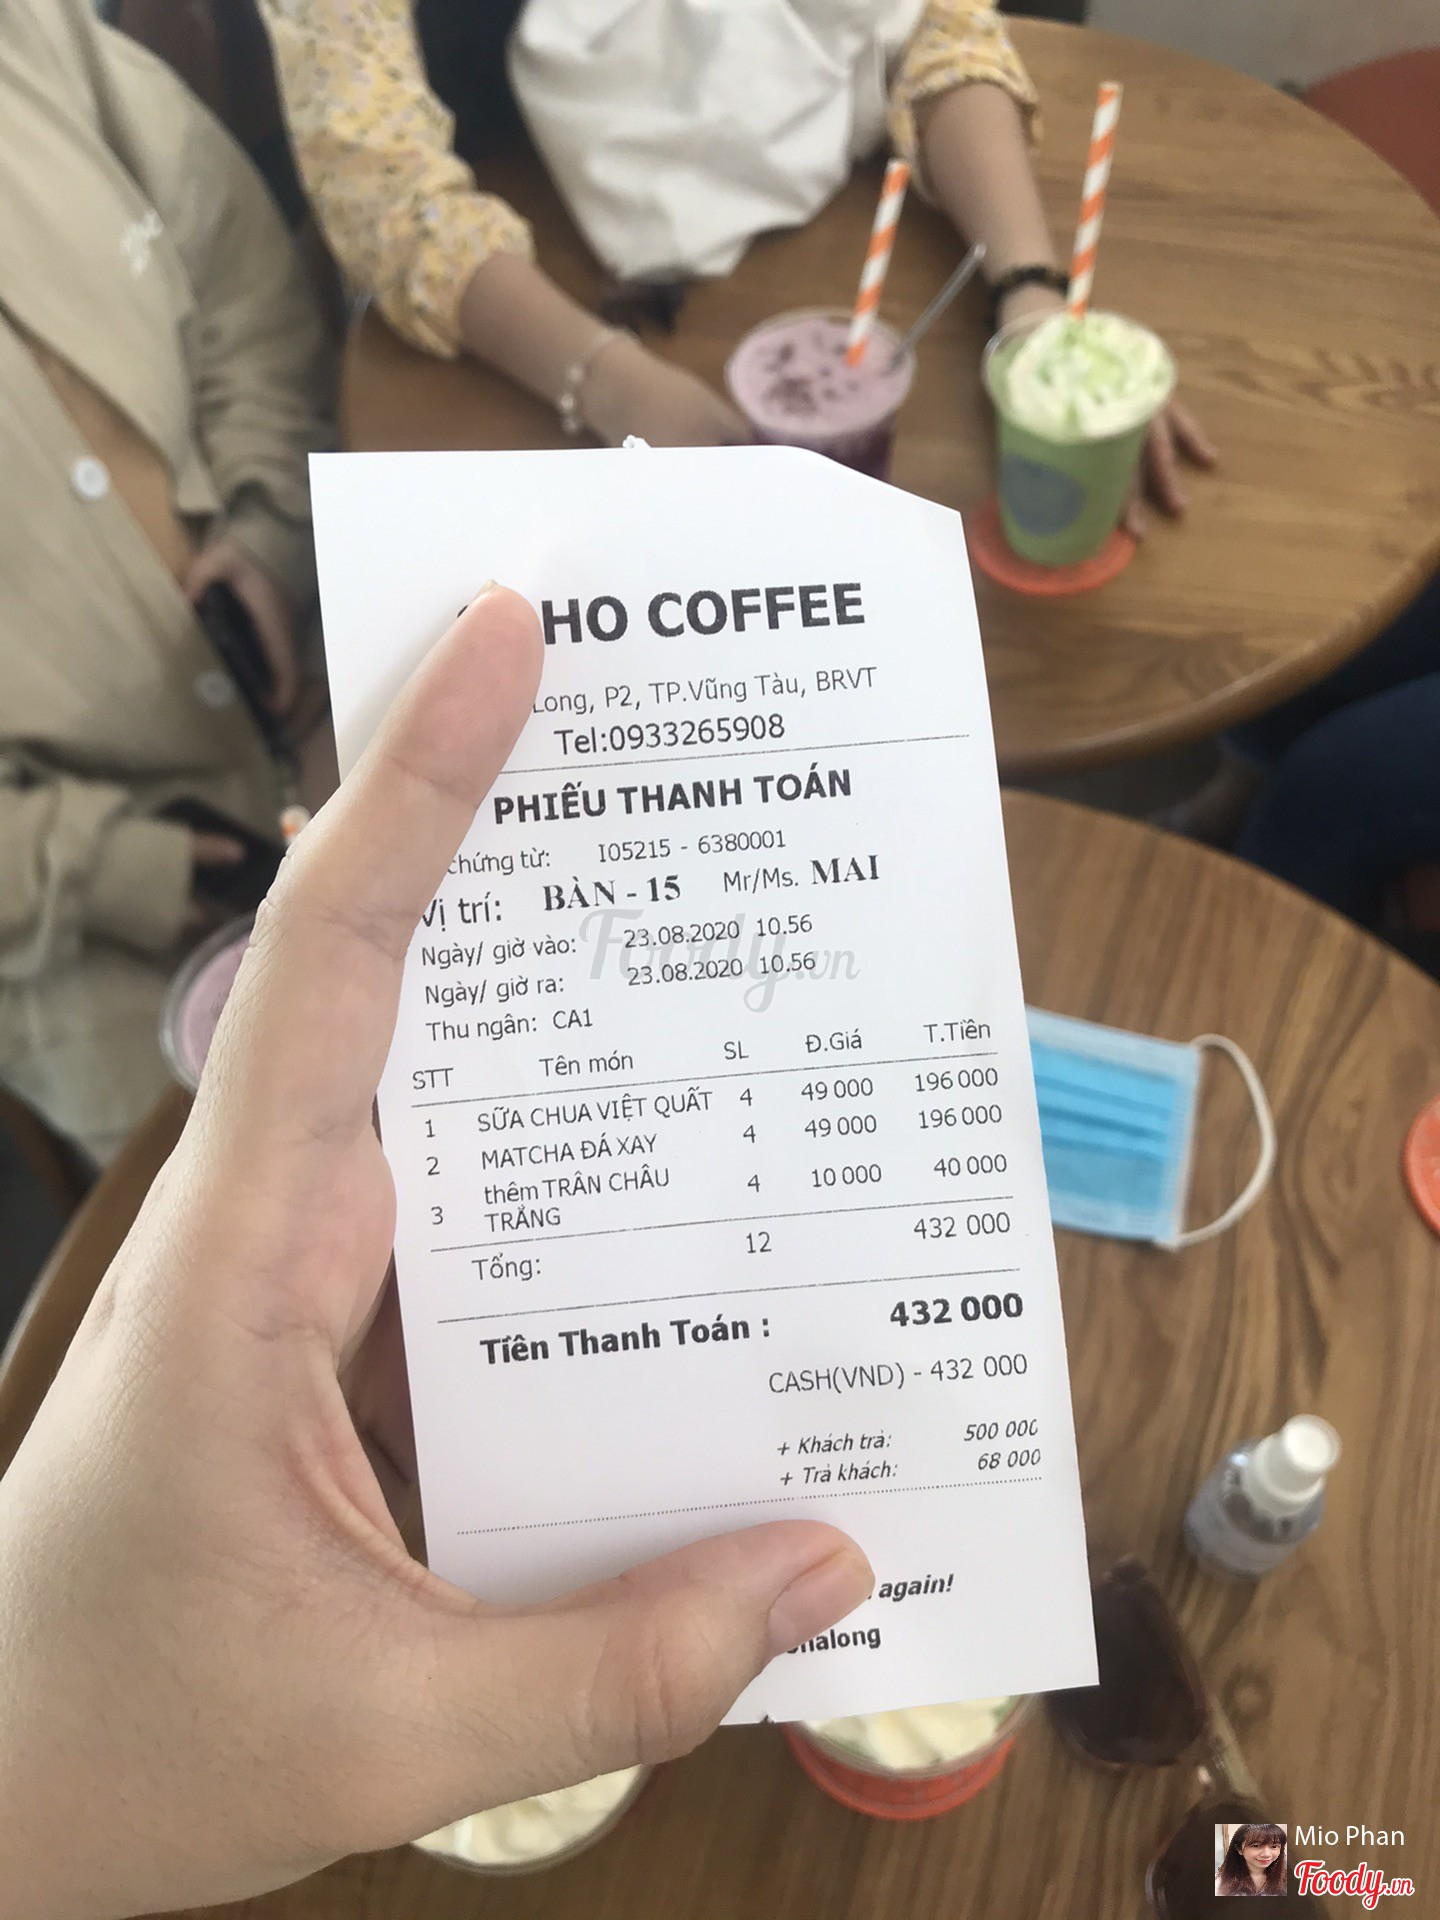 HO COFFEE
Long, P2, TP.Vũng Tàu, BRVT
Tel:0933265908
PHIẾU THANH TOÁN
chứng từ: I05215 - 6380001
Vị trí: BÀN - 15 Mr/Ms. MAI
Ngày/ giờ vào: 23.08.2020 10.56
Ngày/ giờ ra: 23.08.2020 10.56
Thu ngân: CA1
STT Tên món SL Đ.Giá T.Tiền
1 SỮA CHUA VIỆT QUẤT 4 49 000 196 000
2 MATCHA ĐÁ XAY 4 49 000 196 000
3 thêm TRÂN CHÂU TRẮNG 4 10 000 40 000
Tổng: 12 432 000
Tiền Thanh Toán : 432 000
CASH(VND) - 432 000
+ Khách trả: 500 000
+ Trả khách: 68 000
again!
halong
Foody.vn
Mio Phan
Foody.vn